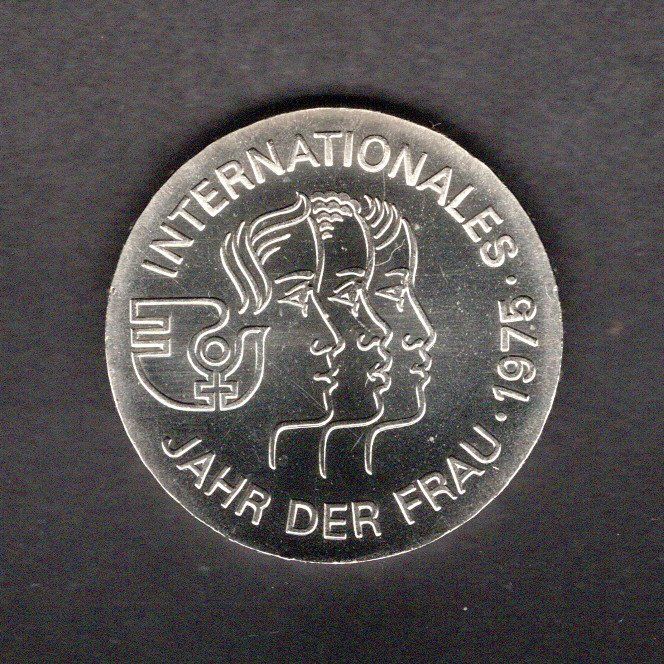 INTERNATIONALES · 1975 ·
JAHR DER FRAU